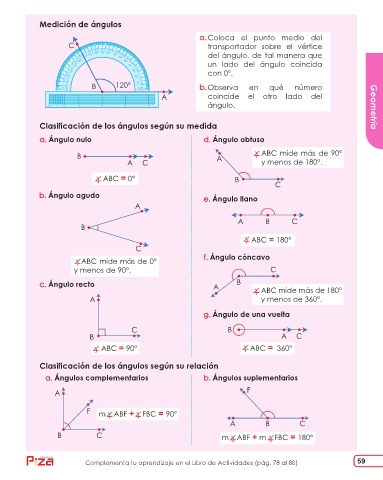 Medición de ángulos
C
B
120°
A
a. Coloca el punto medio del
transportador sobre el vértice
del ángulo, de tal manera que
un lado del ángulo coincida
con 0°.
b. Observa en qué número
coincide el otro lado del
ángulo.
Geometría
Clasificación de los ángulos según su medida
a. Ángulo nulo
B
A C
∡ ABC = 0°
b. Ángulo agudo
A
B
C
∡ ABC mide más de 0°
y menos de 90°.
c. Ángulo recto
A
C
B
∡ ABC = 90°
d. Ángulo obtuso
A
∡ ABC mide más de 90°
y menos de 180°.
B
C
e. Ángulo llano
A B C
∡ ABC = 180°
f. Ángulo cóncavo
C
B
A
∡ ABC mide más de 180°
y menos de 360°.
g. Ángulo de una vuelta
B
A C
∡ ABC = 360°
Clasificación de los ángulos según su relación
a. Ángulos complementarios
A
F
m ∡ ABF + ∡ FBC = 90°
B C
b. Ángulos suplementarios
F
A B C
m ∡ ABF + m ∡ FBC = 180°
Complementa tu aprendizaje en el Libro de Actividades (pág. 78 al 80)
59